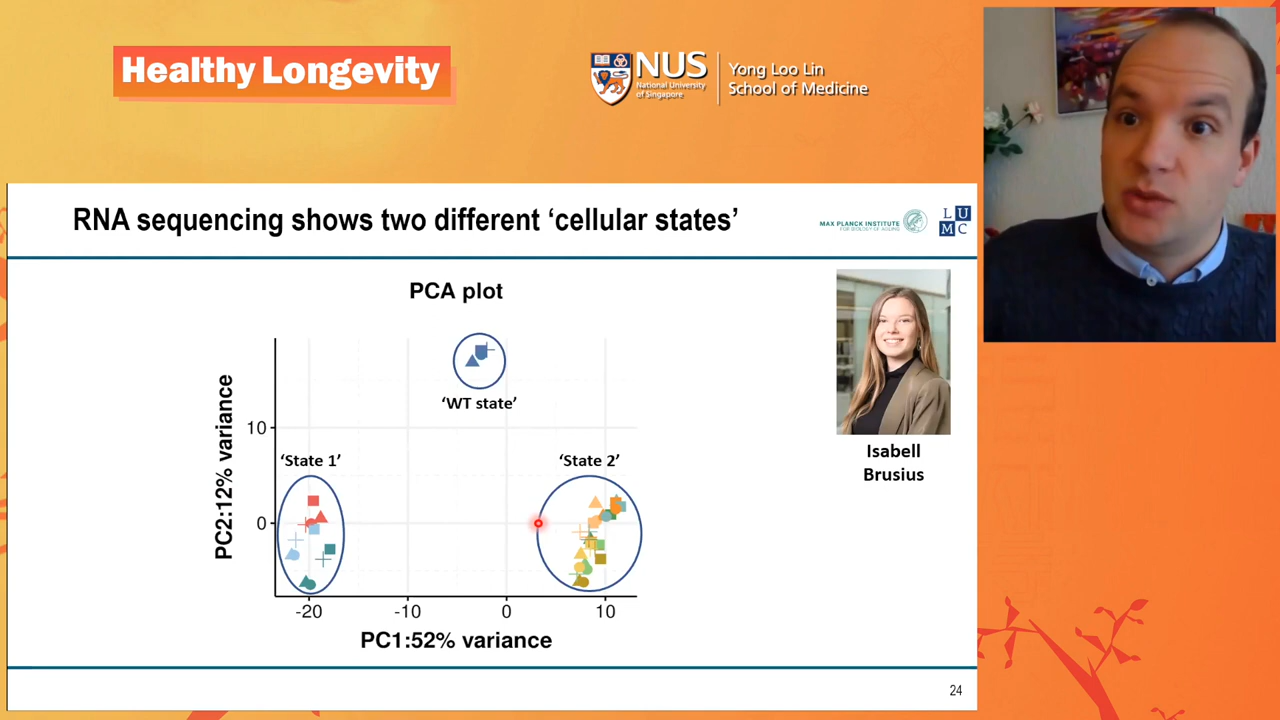 Healthy Longevity
NUS
National University
of Singapore
Yong Loo Lin
School of Medicine
RNA sequencing shows two different ‘cellular states’
MAX PLANCK INSTITUTE
FOR BIOLOGY OF AGEING
L U
M C
PCA plot
‘WT state’
‘State 1’
‘State 2’
10
0
PC2:12% variance
-20
-10
0
10
PC1:52% variance
Isabell
Brusius
24